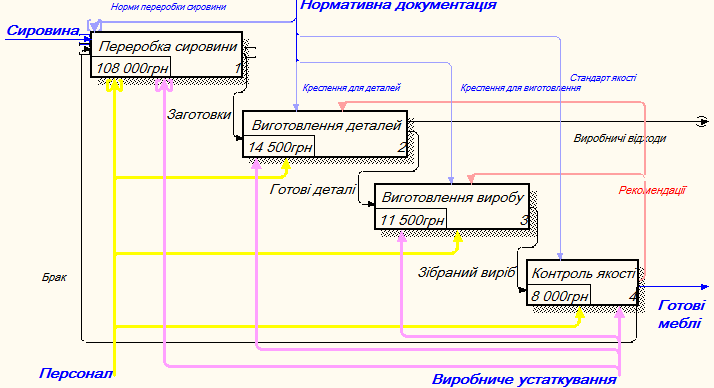 Норми переробки сировини
Нормативна документація
Сировина
Переробка сировини
108 000грн 1
Стандарт якості
Креслення для деталей
Креслення для виготовлення
Заготовки
Виготовлення деталей
14 500грн 2
Виробничі відходи
Готові деталі
Виготовлення виробу
11 500грн 3
Рекомендації
Зібраний виріб
Контроль якості
8 000грн 4
Брак
Готові
меблі
Персонал
Виробниче устаткування